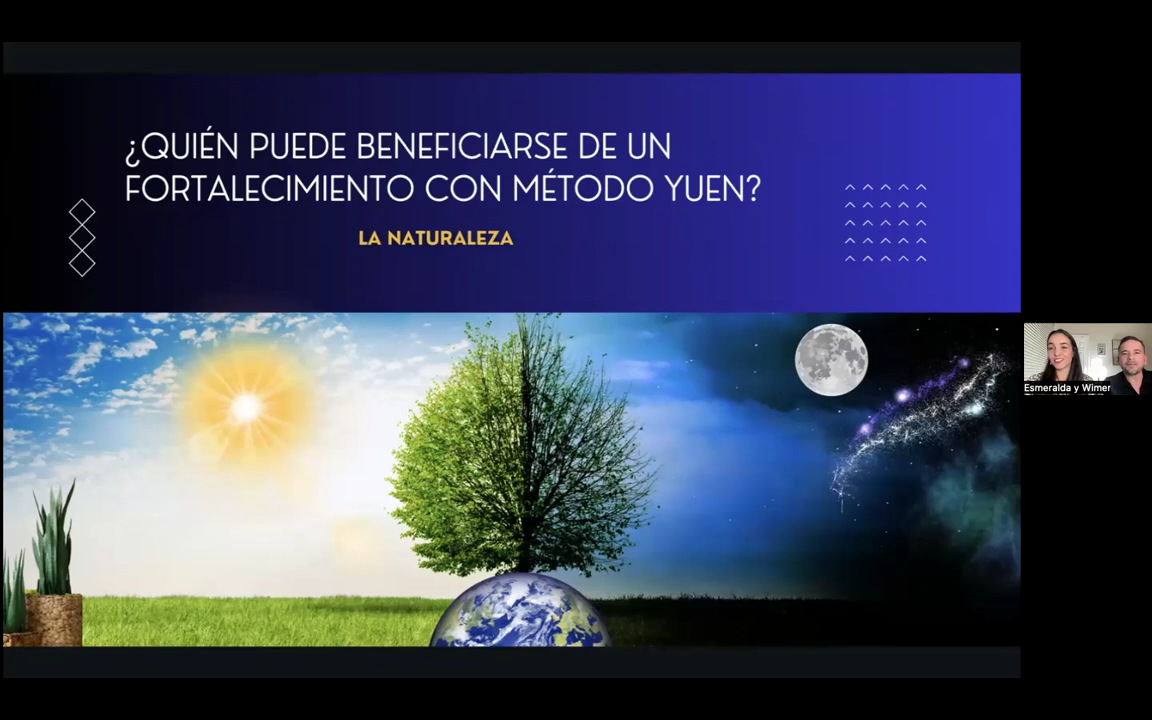 ¿QUIÉN PUEDE BENEFICIARSE DE UN
FORTALECIMIENTO CON MÉTODO YUEN?
LA NATURALEZA
Esmeralda y Wimer